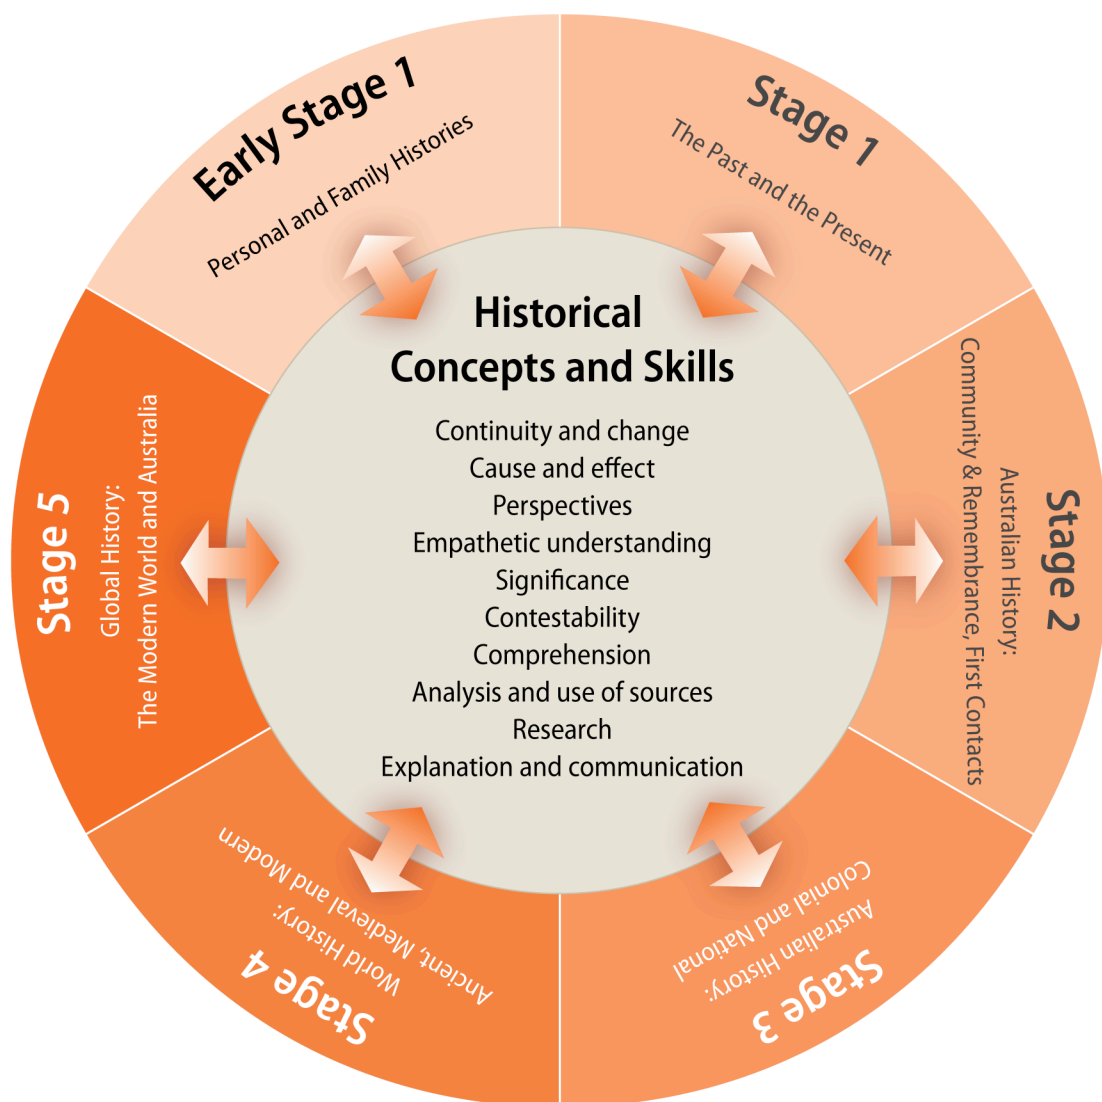 Early Stage 1
Personal and Family Histories
Stage 1
The Past and the Present
Stage 2
Australian History:
Community & Remembrance, First Contacts
Stage 3
Australian History:
Colonial and National
Stage 4
World History:
Ancient, Medieval and Modern
Stage 5
Global History:
The Modern World and Australia
Historical
Concepts and Skills
Continuity and change
Cause and effect
Perspectives
Empathetic understanding
Significance
Contestability
Comprehension
Analysis and use of sources
Research
Explanation and communication